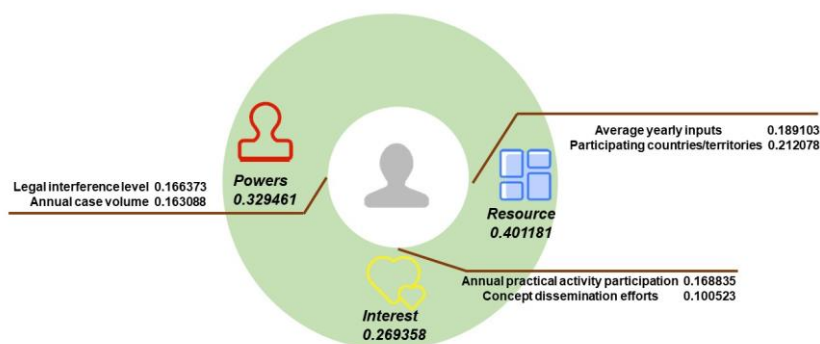 Average yearly inputs 0.189103
Participating countries/territories 0.212078
Powers
0.329461
Legal interference level 0.166373
Annual case volume 0.163088
Resource
0.401181
Annual practical activity participation 0.168835
Concept dissemination efforts 0.100523
Interest
0.269358